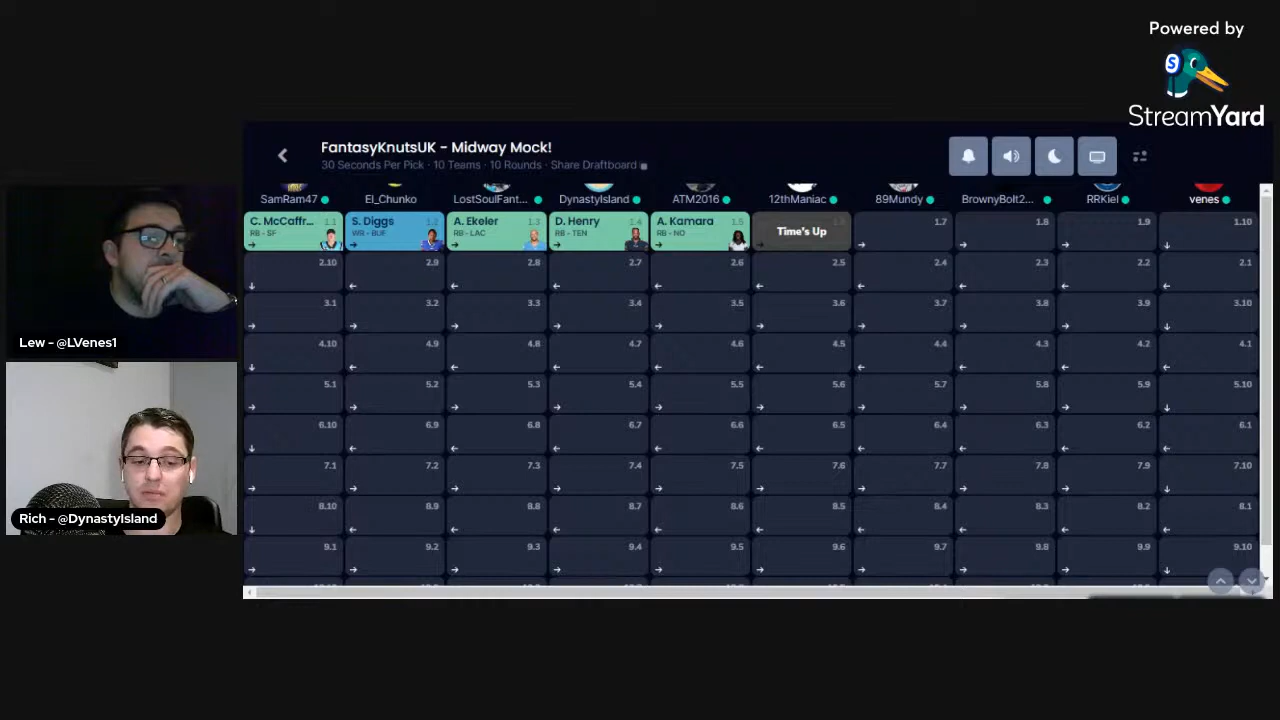 Powered by
S
StreamYard
FantasyKnutsUK - Midway Mock!
30 Seconds Per Pick · 10 Teams · 10 Rounds · Share Draftboard
SamRam47 El_Chunko LostSoulFant... DynastyIsland ATM2016 12thManiac 89Mundy BrownyBolt2... RRKiel venes
C. McCaffr... 1.1 S. Diggs 1.2 A. Ekeler 1.3 D. Henry 1.4 A. Kamara 1.5 Time's Up 1.7 1.8 1.9 1.10
RB - SF WR - BUF RB - LAC RB - TEN RB - NO
2.10 2.9 2.8 2.7 2.6 2.5 2.4 2.3 2.2 2.1
3.1 3.2 3.3 3.4 3.5 3.6 3.7 3.8 3.9 3.10
4.10 4.9 4.8 4.7 4.6 4.5 4.4 4.3 4.2 4.1
5.1 5.2 5.3 5.4 5.5 5.6 5.7 5.8 5.9 5.10
6.10 6.9 6.8 6.7 6.6 6.5 6.4 6.3 6.2 6.1
7.1 7.2 7.3 7.4 7.5 7.6 7.7 7.8 7.9 7.10
8.10 8.9 8.8 8.7 8.6 8.5 8.4 8.3 8.2 8.1
9.1 9.2 9.3 9.4 9.5 9.6 9.7 9.8 9.9 9.10
Lew - @LVenes1
Rich - @DynastyIsland